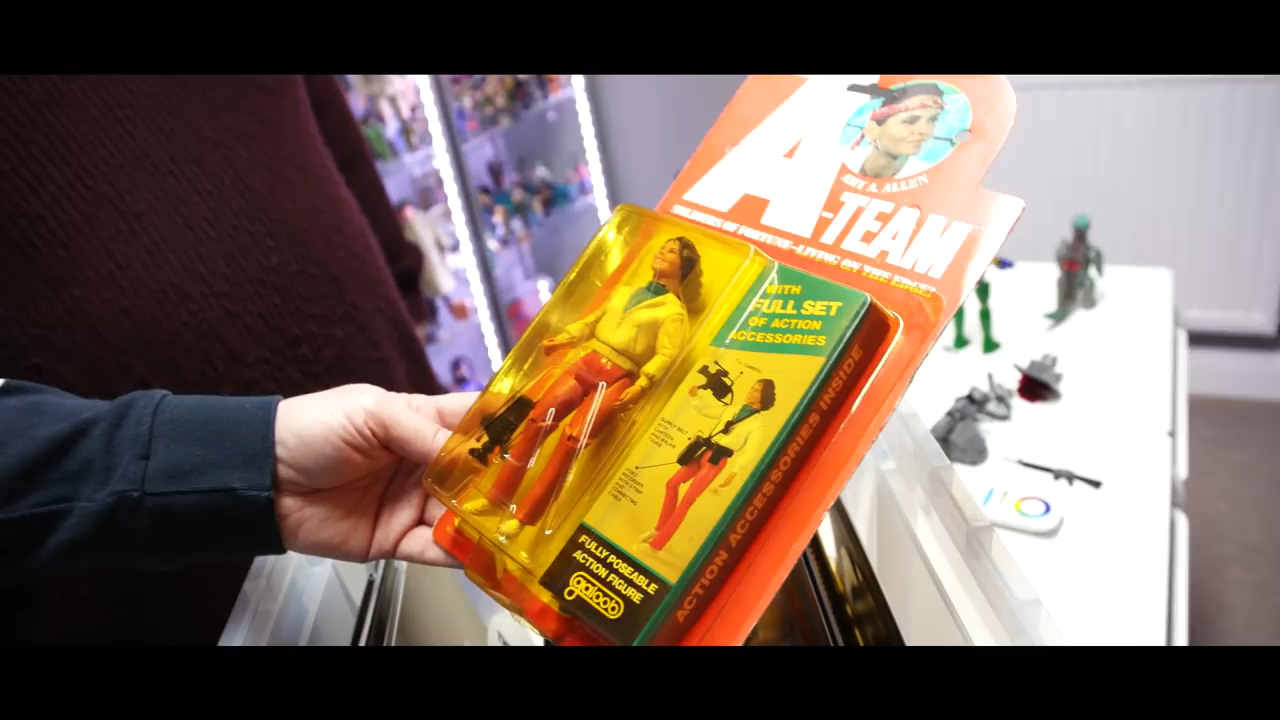 AMY A. ALLEN
A-TEAM
SOLDIERS OF FORTUNE-LIVING ON THE EDGE!
WITH
FULL SET
OF ACTION
ACCESSORIES
FULLY POSEABLE
ACTION FIGURE
galoob
ACTION ACCESSORIES INSIDE